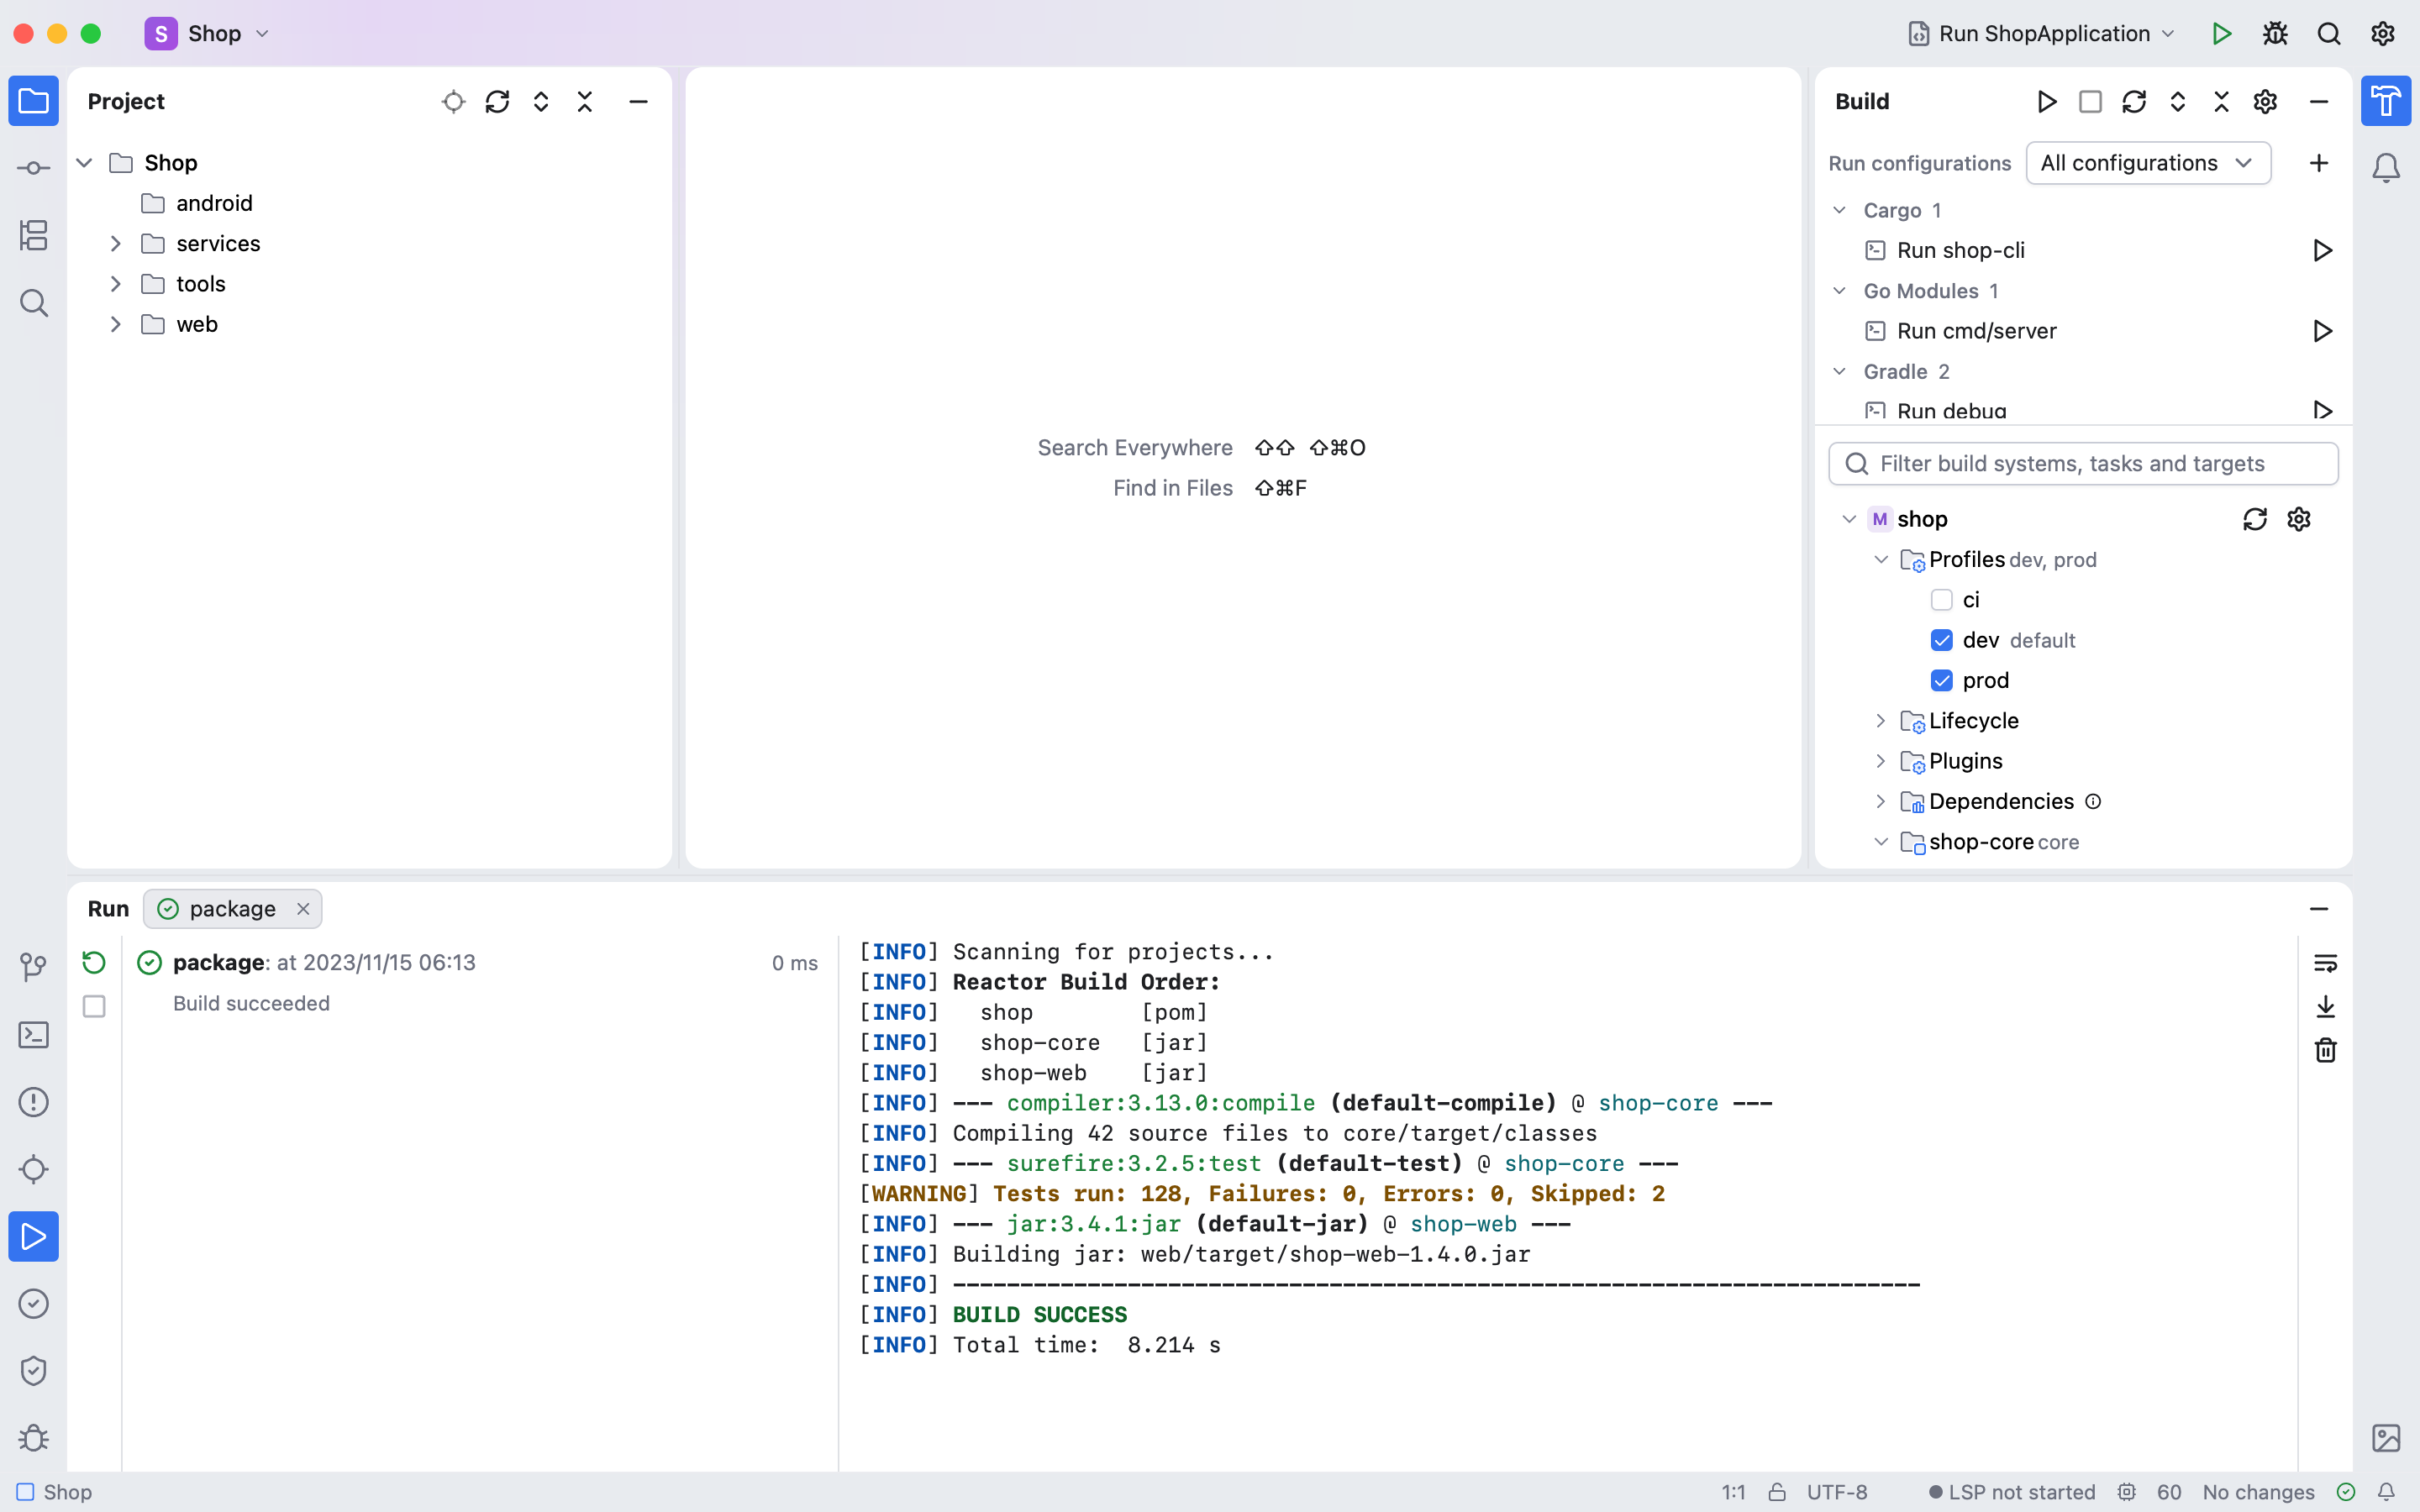 S Shop
Run ShopApplication
Project
Shop
android
services
tools
web
Search Everywhere ⇧⇧ ⇧⌘O
Find in Files ⇧⌘F
Build
Run configurations All configurations
Cargo 1
Run shop-cli
Go Modules 1
Run cmd/server
Gradle 2
Run debug
Filter build systems, tasks and targets
M shop
Profiles dev, prod
ci
dev default
prod
Lifecycle
Plugins
Dependencies
shop-core core
Run package
package: at 2023/11/15 06:13 0 ms
Build succeeded
[INFO] Scanning for projects...
[INFO] Reactor Build Order:
[INFO]   shop        [pom]
[INFO]   shop-core   [jar]
[INFO]   shop-web    [jar]
[INFO] --- compiler:3.13.0:compile (default-compile) @ shop-core ---
[INFO] Compiling 42 source files to core/target/classes
[INFO] --- surefire:3.2.5:test (default-test) @ shop-core ---
[WARNING] Tests run: 128, Failures: 0, Errors: 0, Skipped: 2
[INFO] --- jar:3.4.1:jar (default-jar) @ shop-web ---
[INFO] Building jar: web/target/shop-web-1.4.0.jar
[INFO] ------------------------------------------------------------------------
[INFO] BUILD SUCCESS
[INFO] Total time:  8.214 s
Shop
1:1 UTF-8 LSP not started 60 No changes